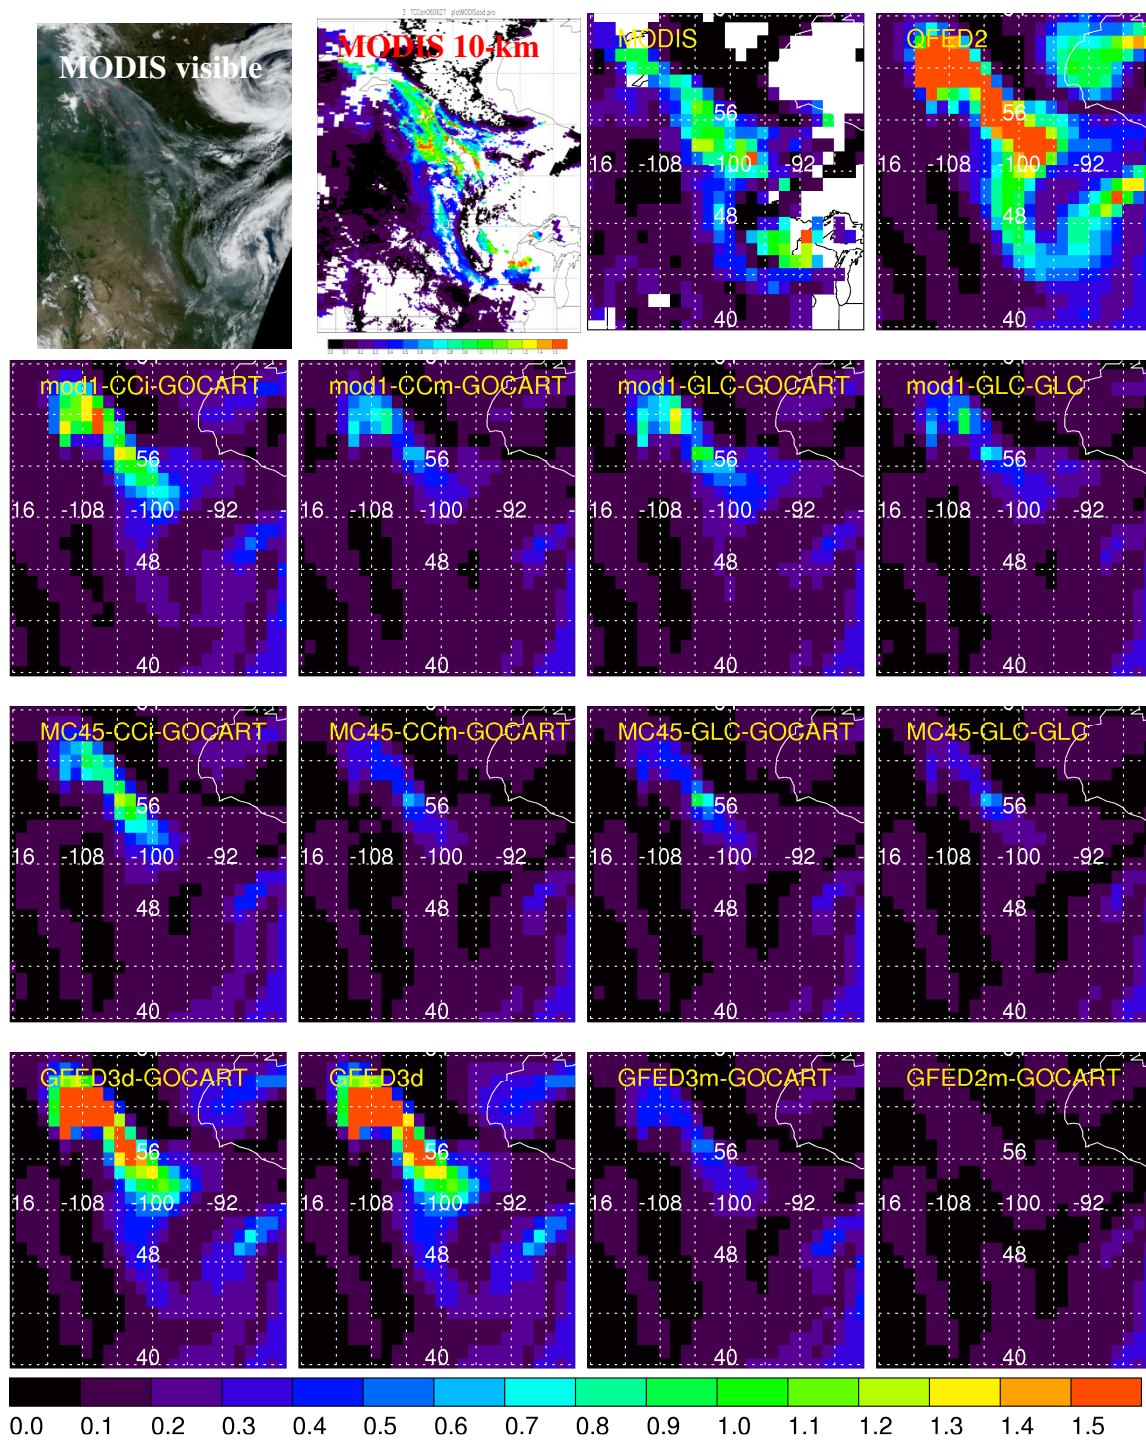 3 TCCan060627 plotMODISaod.pro
MODIS visible
MODIS 10-km
MODIS
QFED2
56
56
16 -108 -100 -92
16 -108 -100 -92
48
48
40
40
mod1-CCi-GOCART
mod1-CCm-GOCART
mod1-GLC-GOCART
mod1-GLC-GLC
56
56
56
56
16 -108 -100 -92
16 -108 -100 -92
16 -108 -100 -92
16 -108 -100 -92
48
48
48
48
40
40
40
40
MC45-CCi-GOCART
MC45-CCm-GOCART
MC45-GLC-GOCART
MC45-GLC-GLC
56
56
56
56
16 -108 -100 -92
16 -108 -100 -92
16 -108 -100 -92
16 -108 -100 -92
48
48
48
48
40
40
40
40
GFED3d-GOCART
GFED3d
GFED3m-GOCART
GFED2m-GOCART
56
56
56
56
16 -108 -100 -92
16 -108 -100 -92
16 -108 -100 -92
16 -108 -100 -92
48
48
48
48
40
40
40
40
0.0 0.1 0.2 0.3 0.4 0.5 0.6 0.7 0.8 0.9 1.0 1.1 1.2 1.3 1.4 1.5